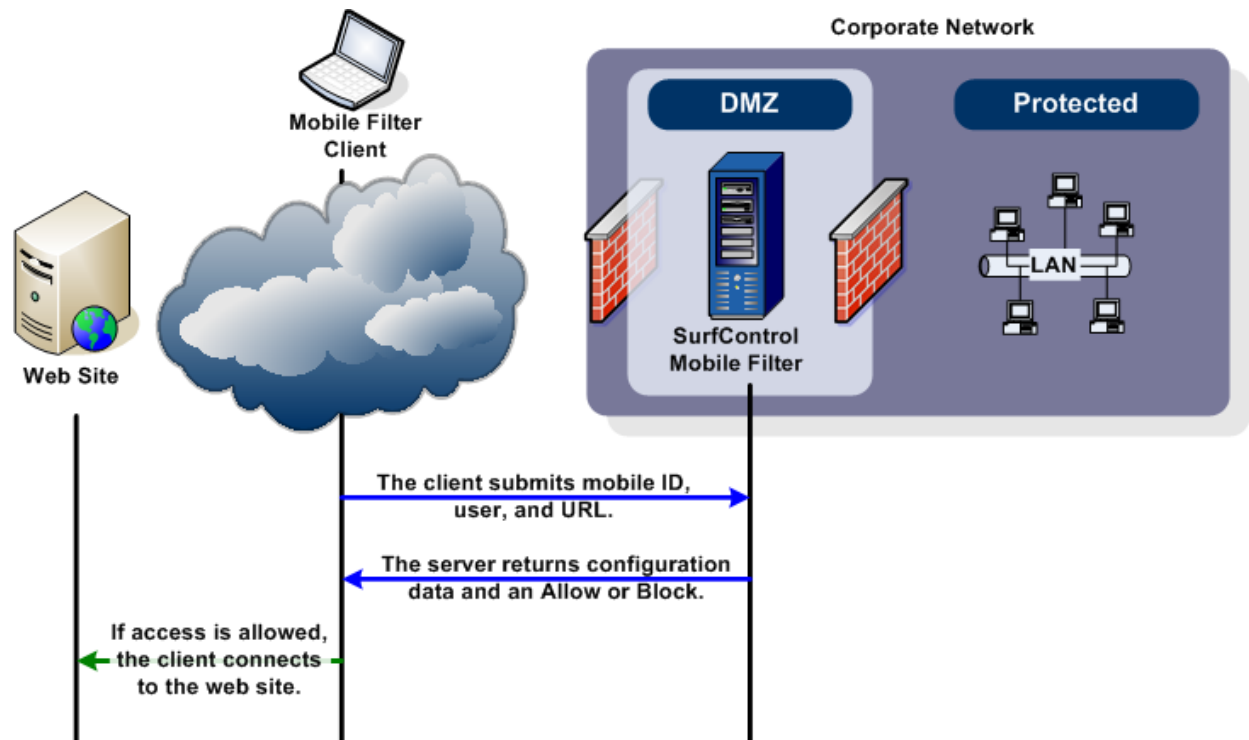 Corporate Network
Mobile Filter
Client
DMZ
Protected
LAN
Web Site
SurfControl
Mobile Filter
The client submits mobile ID,
user, and URL.
The server returns configuration
data and an Allow or Block.
If access is allowed,
the client connects
to the web site.